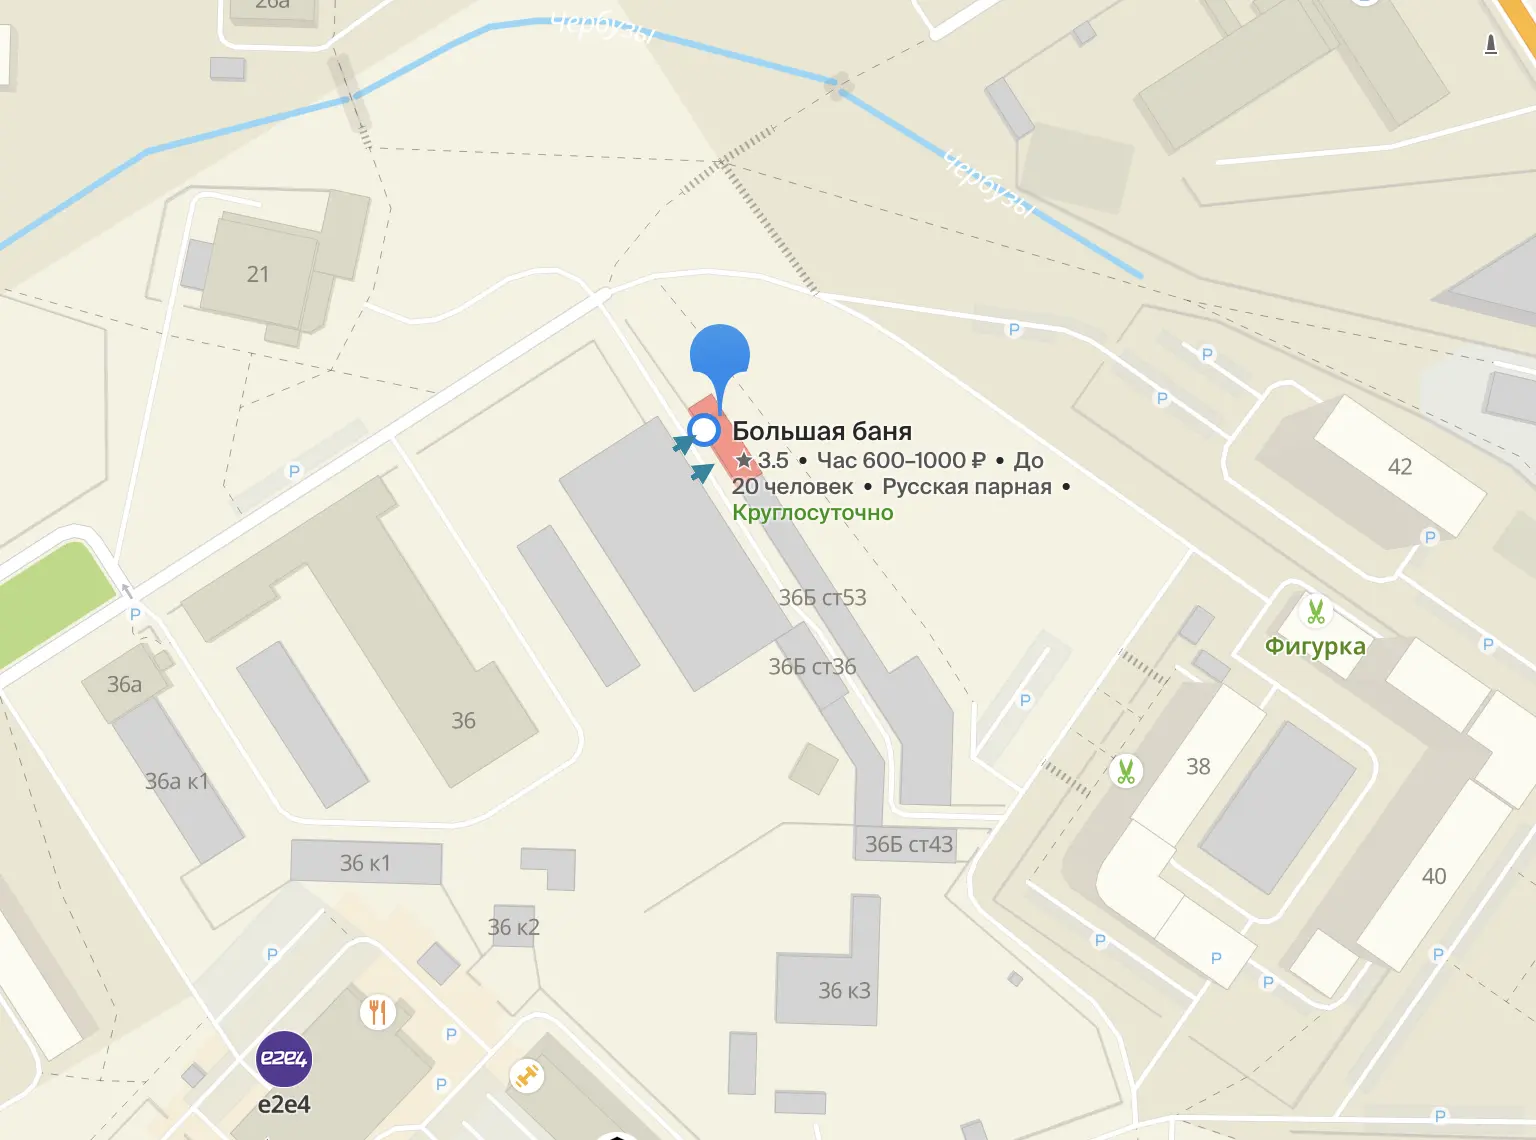 26а
Чербузы
Чербузы
21
P
P
P
P
Большая баня
3.5 • Час 600–1000 ₽ • До
20 человек • Русская парная •
Круглосуточно
42
P
P
36Б ст53
P
Фигурка
P
36Б ст36
36а
36
P
38
36а к1
36Б ст43
36 к1
40
36 к2
P
P
P
P
P
36 к3
P
e2e4
e2e4
P
P